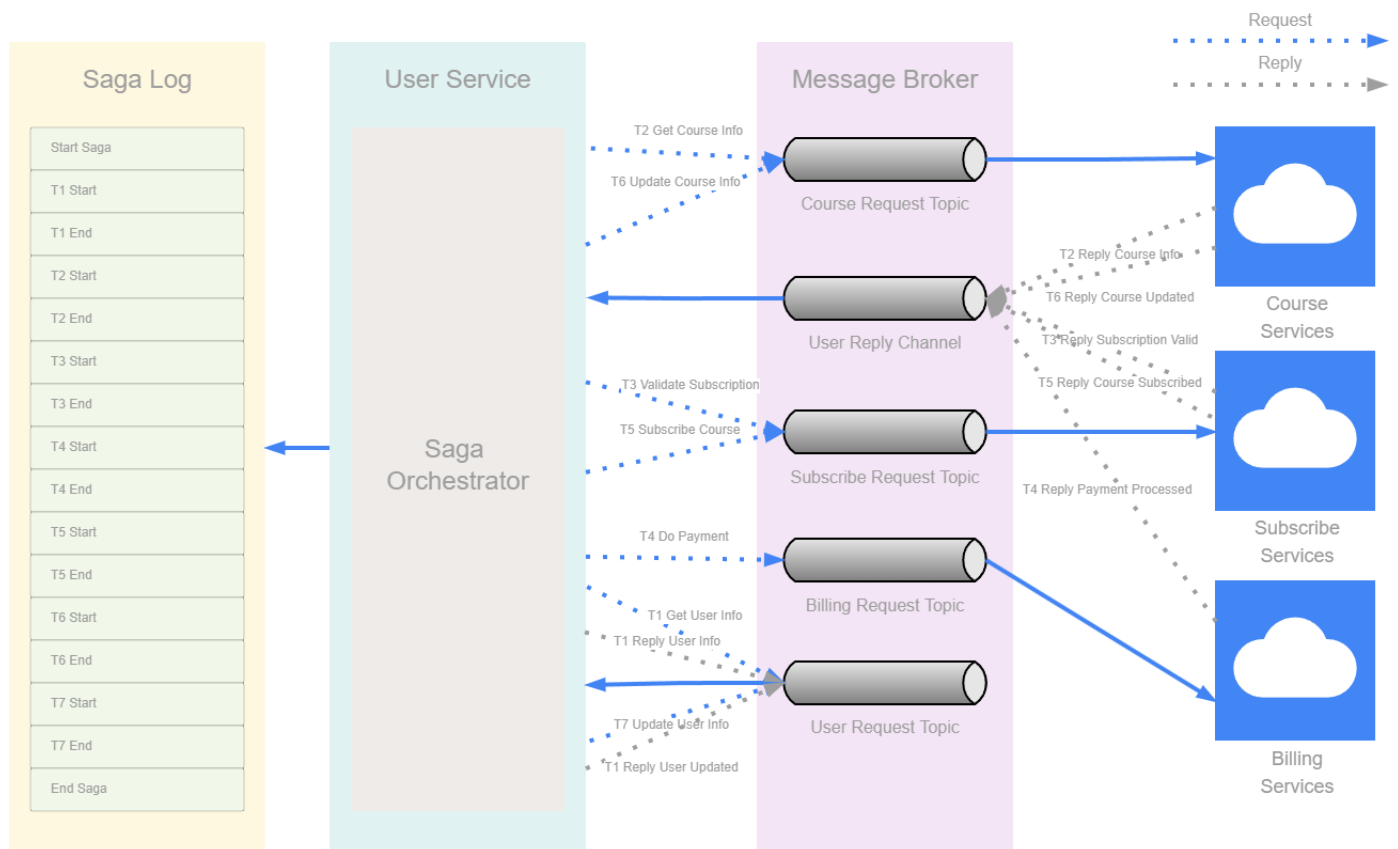 Request
Reply
Saga Log
Start Saga
T1 Start
T1 End
T2 Start
T2 End
T3 Start
T3 End
T4 Start
T4 End
T5 Start
T5 End
T6 Start
T6 End
T7 Start
T7 End
End Saga
User Service
Saga
Orchestrator
T2 Get Course Info
T6 Update Course Info
T3 Validate Subscription
T5 Subscribe Course
T4 Do Payment
T1 Get User Info
T1 Reply User Info
T7 Update User Info
T1 Reply User Updated
Message Broker
Course Request Topic
User Reply Channel
Subscribe Request Topic
Billing Request Topic
User Request Topic
T2 Reply Course Info
T6 Reply Course Updated
T3 Reply Subscription Valid
T5 Reply Course Subscribed
T4 Reply Payment Processed
Course
Services
Subscribe
Services
Billing
Services